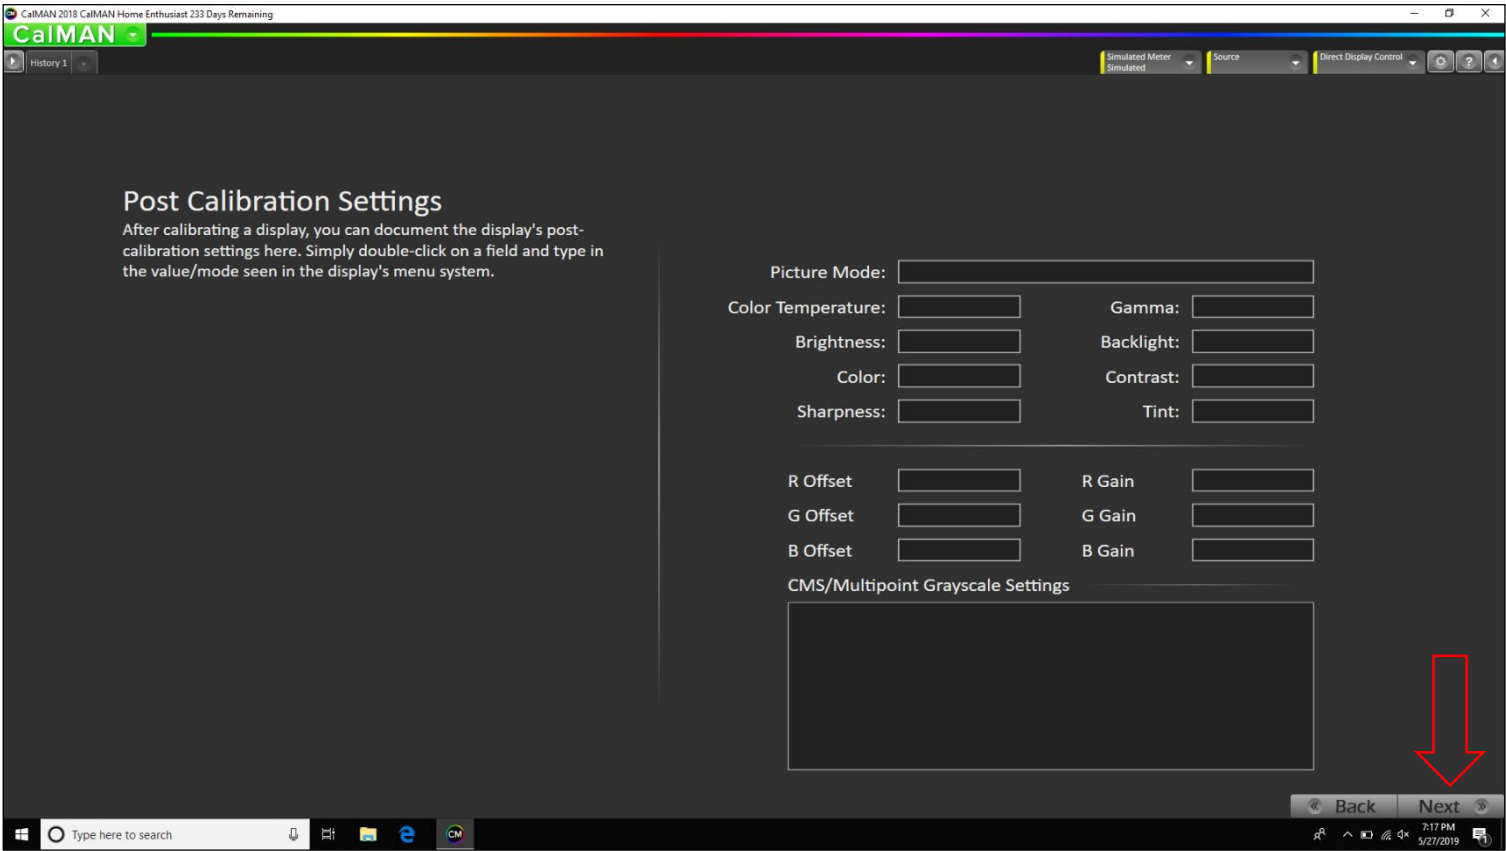 CalMAN 2018 CalMAN Home Enthusiast 233 Days Remaining
CalMAN
History 1
Simulated Meter
Simulated
Source
Direct Display Control
?
Post Calibration Settings
After calibrating a display, you can document the display's post-
calibration settings here. Simply double-click on a field and type in
the value/mode seen in the display's menu system.
Picture Mode:
Color Temperature:
Gamma:
Brightness:
Backlight:
Color:
Contrast:
Sharpness:
Tint:
R Offset
R Gain
G Offset
G Gain
B Offset
B Gain
CMS/Multipoint Grayscale Settings
Back
Next
Type here to search
CM
7:17 PM
5/27/2019
1